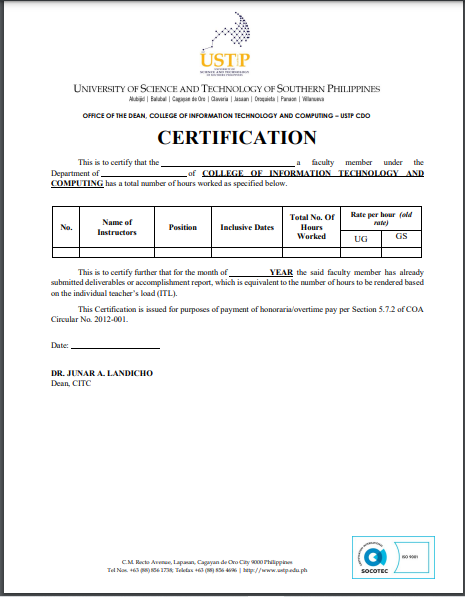 USTP
UNIVERSITY OF
SCIENCE AND TECHNOLOGY
OF SOUTHERN PHILIPPINES
UNIVERSITY OF SCIENCE AND TECHNOLOGY OF SOUTHERN PHILIPPINES
Alubijid | Balubal | Cagayan de Oro | Claveria | Jasaan | Oroquieta | Panaon | Villanueva
OFFICE OF THE DEAN, COLLEGE OF INFORMATION TECHNOLOGY AND COMPUTING – USTP CDO
CERTIFICATION
This is to certify that the ____________________ a faculty member under the
Department of ____________________ of COLLEGE OF INFORMATION TECHNOLOGY AND
COMPUTING has a total number of hours worked as specified below.
No. Name of Instructors Position Inclusive Dates Total No. Of Hours Worked Rate per hour (old rate)
UG GS
This is to certify further that for the month of __________YEAR the said faculty member has already
submitted deliverables or accomplishment report, which is equivalent to the number of hours to be rendered based
on the individual teacher's load (ITL).
This Certification is issued for purposes of payment of honoraria/overtime pay per Section 5.7.2 of COA
Circular No. 2012-001.
Date: ____________________
DR. JUNAR A. LANDICHO
Dean, CITC
C.M. Recto Avenue, Lapasan, Cagayan de Oro City 9000 Philippines
Tel Nos. +63 (88) 856 1738; Telefax +63 (88) 856 4696 | http://www.ustp.edu.ph
SOCOTEC
ISO 9001